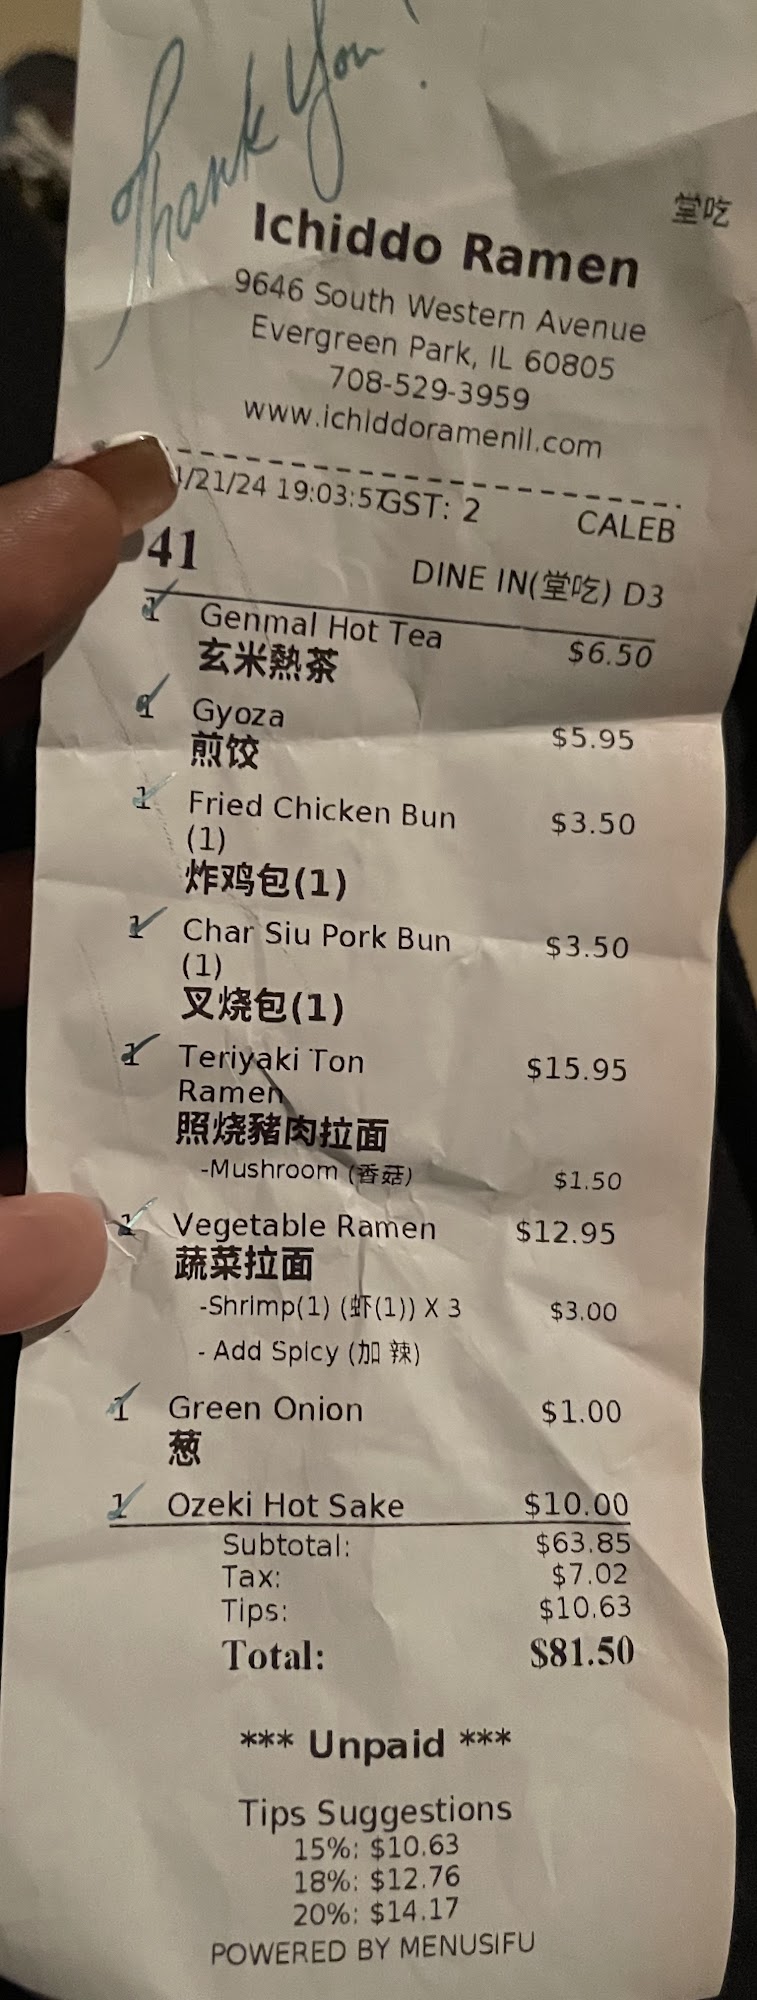 Thank You!
堂吃
Ichiddo Ramen
9646 South Western Avenue
Evergreen Park, IL 60805
708-529-3959
www.ichiddoramenil.com
/21/24 19:03:57 GST: 2 CALEB
41 DINE IN(堂吃) D3
1 Genmal Hot Tea $6.50
玄米熱茶
1 Gyoza $5.95
煎饺
1 Fried Chicken Bun $3.50
(1)
炸鸡包(1)
1 Char Siu Pork Bun $3.50
(1)
叉烧包(1)
1 Teriyaki Ton $15.95
Ramen
照烧豬肉拉面
-Mushroom (香菇) $1.50
1 Vegetable Ramen $12.95
蔬菜拉面
-Shrimp(1) (虾(1)) X 3 $3.00
- Add Spicy (加 辣)
1 Green Onion $1.00
葱
1 Ozeki Hot Sake $10.00
Subtotal: $63.85
Tax: $7.02
Tips: $10.63
Total: $81.50
*** Unpaid ***
Tips Suggestions
15%: $10.63
18%: $12.76
20%: $14.17
POWERED BY MENUSIFU